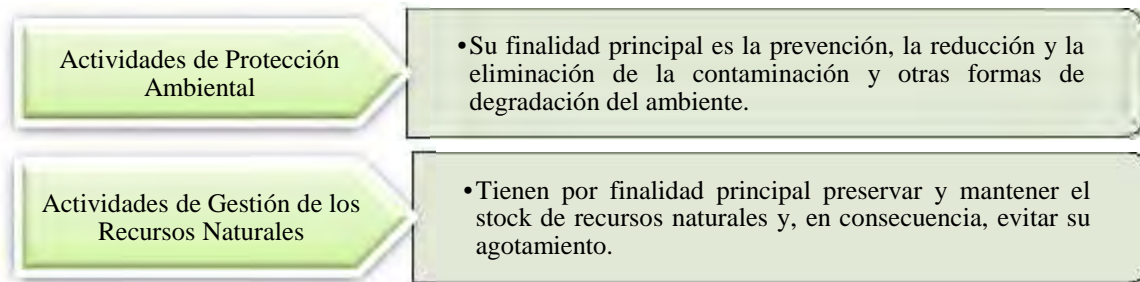 Actividades de Protección
Ambiental
•Su finalidad principal es la prevención, la reducción y la
eliminación de la contaminación y otras formas de
degradación del ambiente.
Actividades de Gestión de los
Recursos Naturales
•Tienen por finalidad principal preservar y mantener el
stock de recursos naturales y, en consecuencia, evitar su
agotamiento.